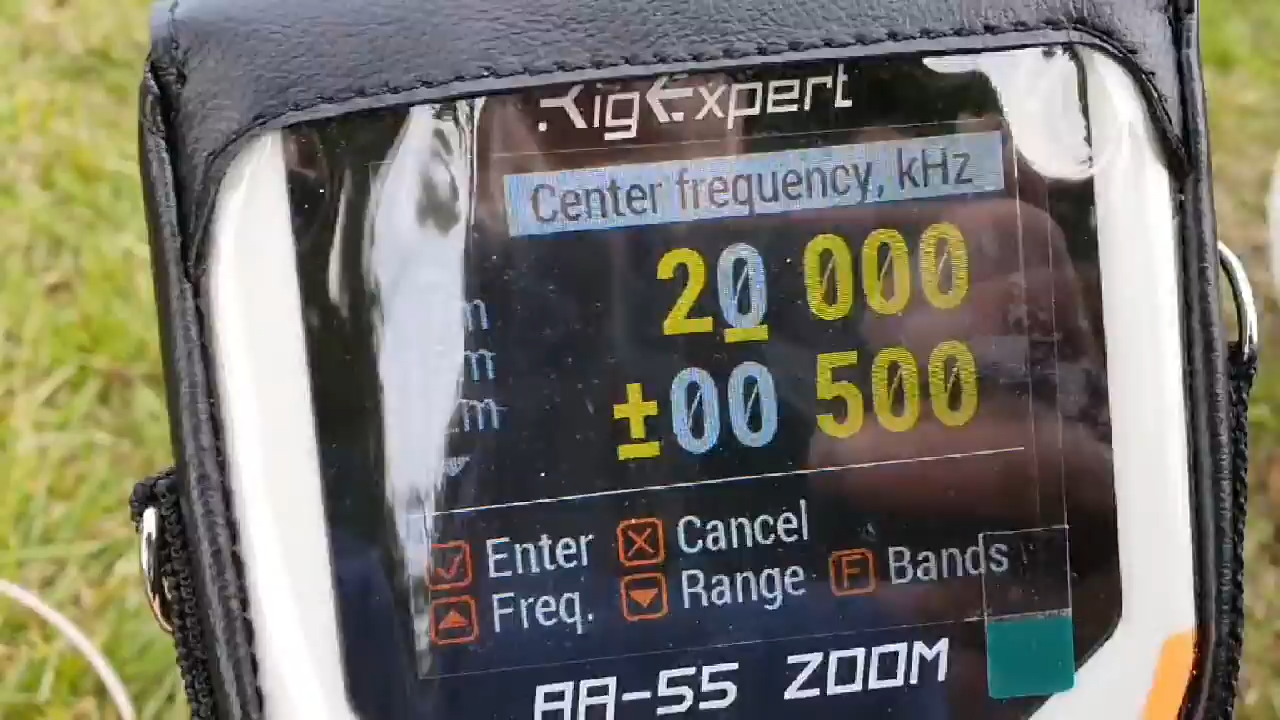 RigExpert
Center frequency, kHz
20 000
m
±00 500
m
m
Enter Cancel
Freq. Range F Bands
AA-55 ZOOM